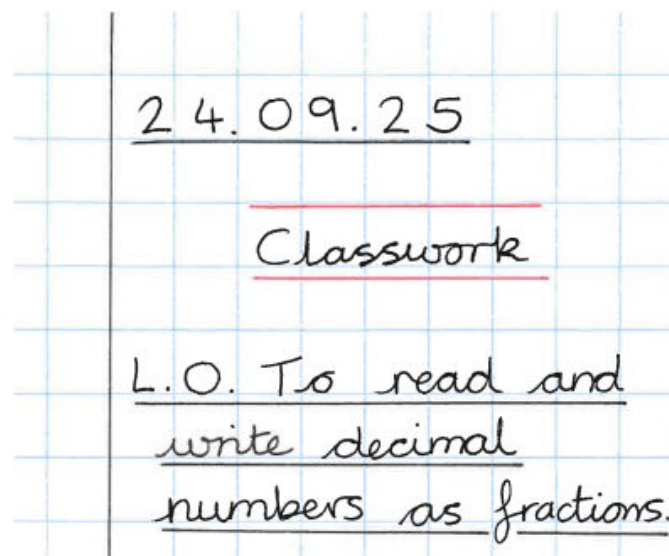 24.09.25
Classwork
L.O. To read and
write decimal
numbers as fractions.